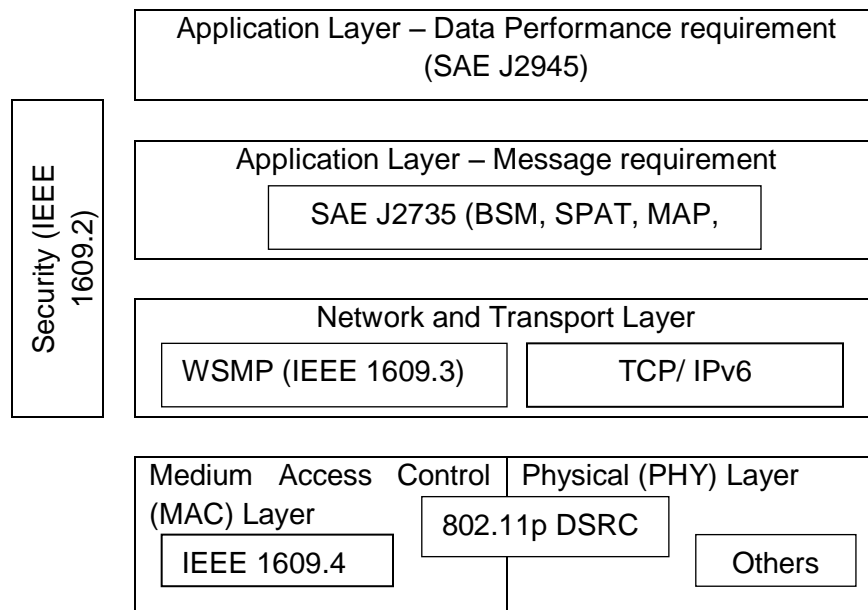 Application Layer – Data Performance requirement
(SAE J2945)
Security (IEEE
1609.2)
Application Layer – Message requirement
SAE J2735 (BSM, SPAT, MAP,
Network and Transport Layer
WSMP (IEEE 1609.3)
TCP/ IPv6
Medium Access Control
(MAC) Layer
Physical (PHY) Layer
802.11p DSRC
IEEE 1609.4
Others